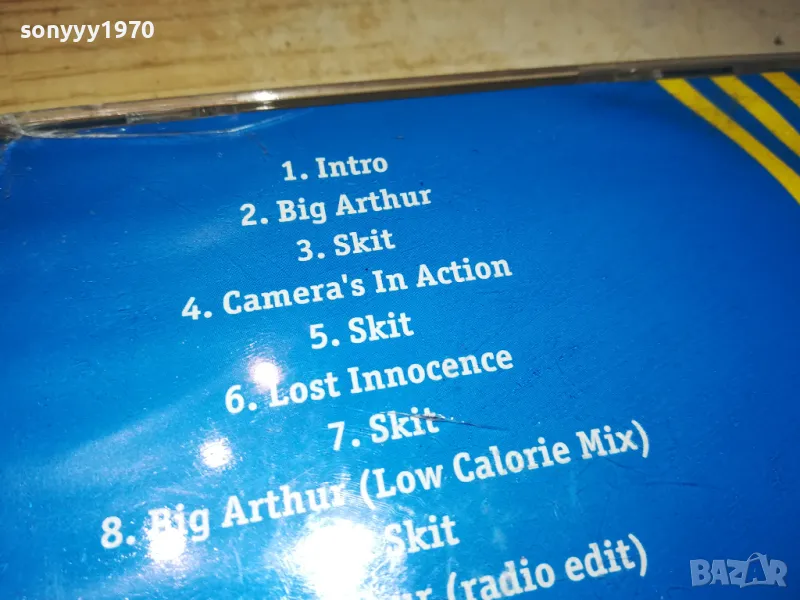 sonyyy1970
1. Intro
2. Big Arthur
3. Skit
4. Camera's In Action
5. Skit
6. Lost Innocence
7. Skit
8. Big Arthur (Low Calorie Mix)
Skit
(radio edit)
BAZAR